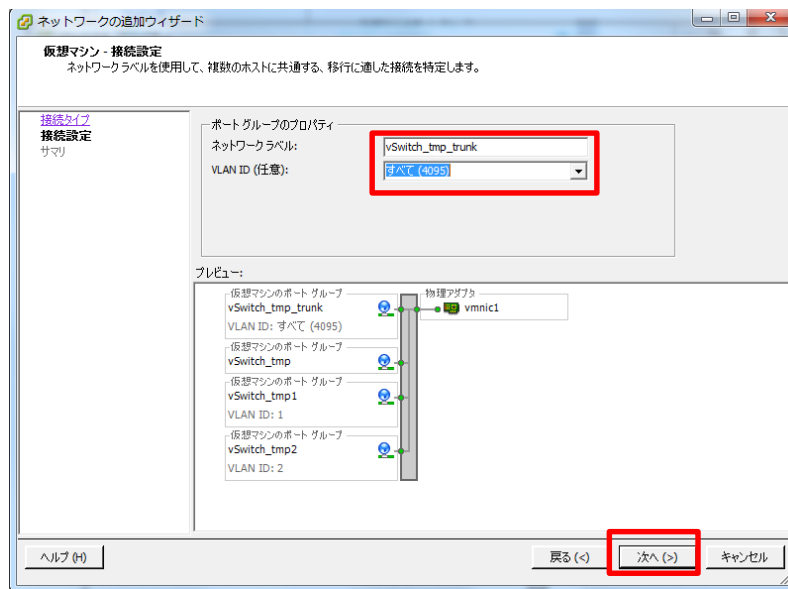 ネットワークの追加ウィザード
仮想マシン - 接続設定
ネットワーク ラベルを使用して、複数のホストに共通する、移行に適した接続を特定します。
接続タイプ
接続設定
サマリ
ポート グループのプロパティ
ネットワーク ラベル:
vSwitch_tmp_trunk
VLAN ID (任意):
すべて (4095)
プレビュー:
仮想マシンのポート グループ
vSwitch_tmp_trunk
VLAN ID: すべて (4095)
物理アダプタ
vmnic1
仮想マシンのポート グループ
vSwitch_tmp
仮想マシンのポート グループ
vSwitch_tmp1
VLAN ID: 1
仮想マシンのポート グループ
vSwitch_tmp2
VLAN ID: 2
ヘルプ (H)
戻る (<)
次へ (>)
キャンセル